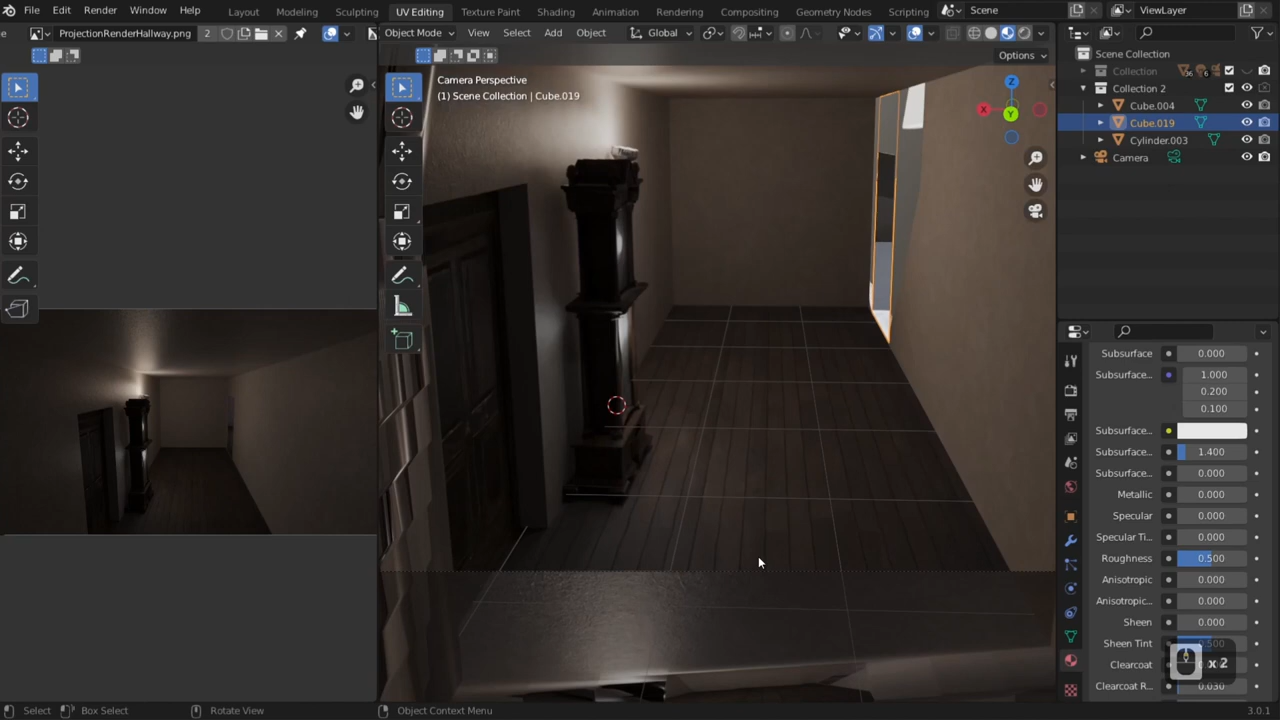 File Edit Render Window Help Layout Modeling Sculpting UV Editing Texture Paint Shading Animation Rendering Compositing Geometry Nodes Scripting Scene ViewLayer
e ProjectionRenderHallway.png 2 Object Mode View Select Add Object Global
Options
Camera Perspective
(1) Scene Collection | Cube.019
Z
X
Y
Scene Collection
Collection
Collection 2
Cube.004
Cube.019
Cylinder.003
Camera
Subsurface 0.000
Subsurface... 1.000
0.200
0.100
Subsurface...
Subsurface... 1.400
Subsurface... 0.000
Metallic 0.000
Specular 0.000
Specular Ti... 0.000
Roughness 0.500
Anisotropic 0.000
Anisotropic... 0.000
Sheen 0.000
Sheen Tint 0.500
Clearcoat
x 2
Clearcoat R... 0.030
Select Box Select Rotate View Object Context Menu 3.0.1